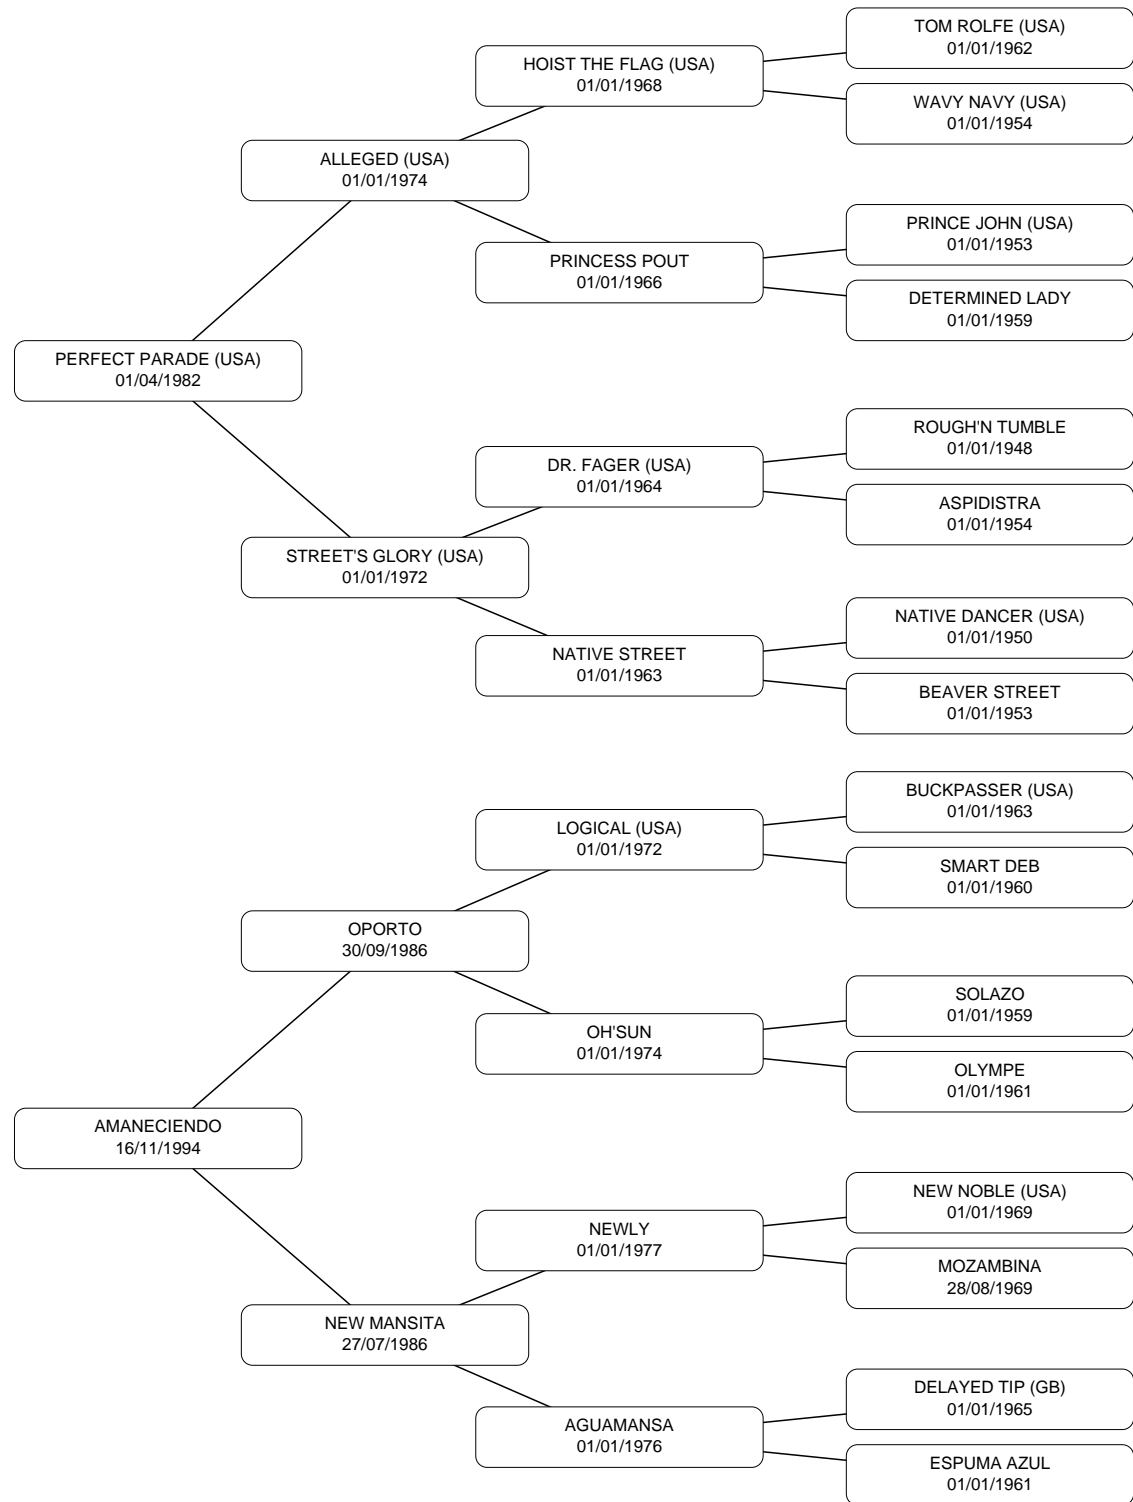 TOM ROLFE (USA)
01/01/1962
HOIST THE FLAG (USA)
01/01/1968
WAVY NAVY (USA)
01/01/1954
ALLEGED (USA)
01/01/1974
PRINCE JOHN (USA)
01/01/1953
PRINCESS POUT
01/01/1966
DETERMINED LADY
01/01/1959
PERFECT PARADE (USA)
01/04/1982
ROUGH'N TUMBLE
01/01/1948
DR. FAGER (USA)
01/01/1964
ASPIDISTRA
01/01/1954
STREET'S GLORY (USA)
01/01/1972
NATIVE DANCER (USA)
01/01/1950
NATIVE STREET
01/01/1963
BEAVER STREET
01/01/1953
BUCKPASSER (USA)
01/01/1963
LOGICAL (USA)
01/01/1972
SMART DEB
01/01/1960
OPORTO
30/09/1986
SOLAZO
01/01/1959
OH'SUN
01/01/1974
OLYMPE
01/01/1961
AMANECIENDO
16/11/1994
NEW NOBLE (USA)
01/01/1969
NEWLY
01/01/1977
MOZAMBINA
28/08/1969
NEW MANSITA
27/07/1986
DELAYED TIP (GB)
01/01/1965
AGUAMANSA
01/01/1976
ESPUMA AZUL
01/01/1961